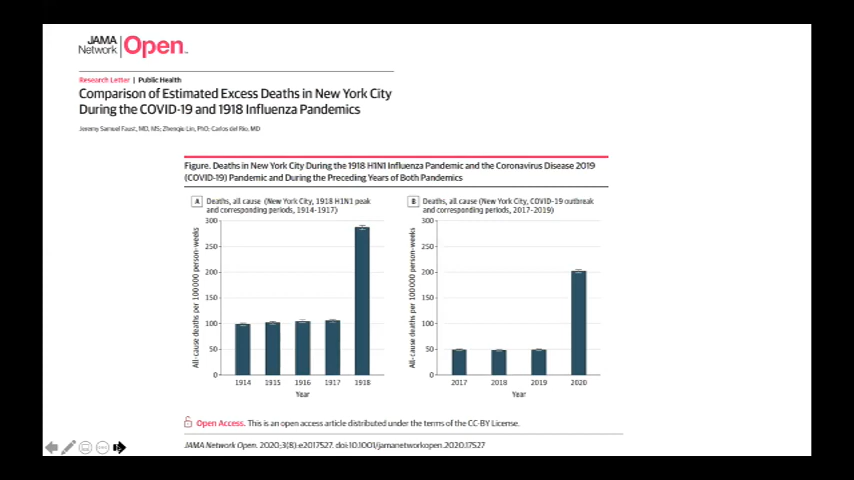 JAMA
Network
Open™
Research Letter | Public Health
Comparison of Estimated Excess Deaths in New York City
During the COVID-19 and 1918 Influenza Pandemics
Jeremy Samuel Faust, MD, MS; Zhenqiu Lin, PhD; Carlos del Rio, MD
Figure. Deaths in New York City During the 1918 H1N1 Influenza Pandemic and the Coronavirus Disease 2019
(COVID-19) Pandemic and During the Preceding Years of Both Pandemics
A Deaths, all cause (New York City, 1918 H1N1 peak
and corresponding periods, 1914-1917)
All-cause deaths per 100 000 person-weeks
300
250
200
150
100
50
0
1914 1915 1916 1917 1918
Year
B Deaths, all cause (New York City, COVID-19 outbreak
and corresponding periods, 2017-2019)
All-cause deaths per 100 000 person-weeks
300
250
200
150
100
50
0
2017 2018 2019 2020
Year
Open Access. This is an open access article distributed under the terms of the CC-BY License.
JAMA Network Open. 2020;3(8):e2017527. doi:10.1001/jamanetworkopen.2020.17527